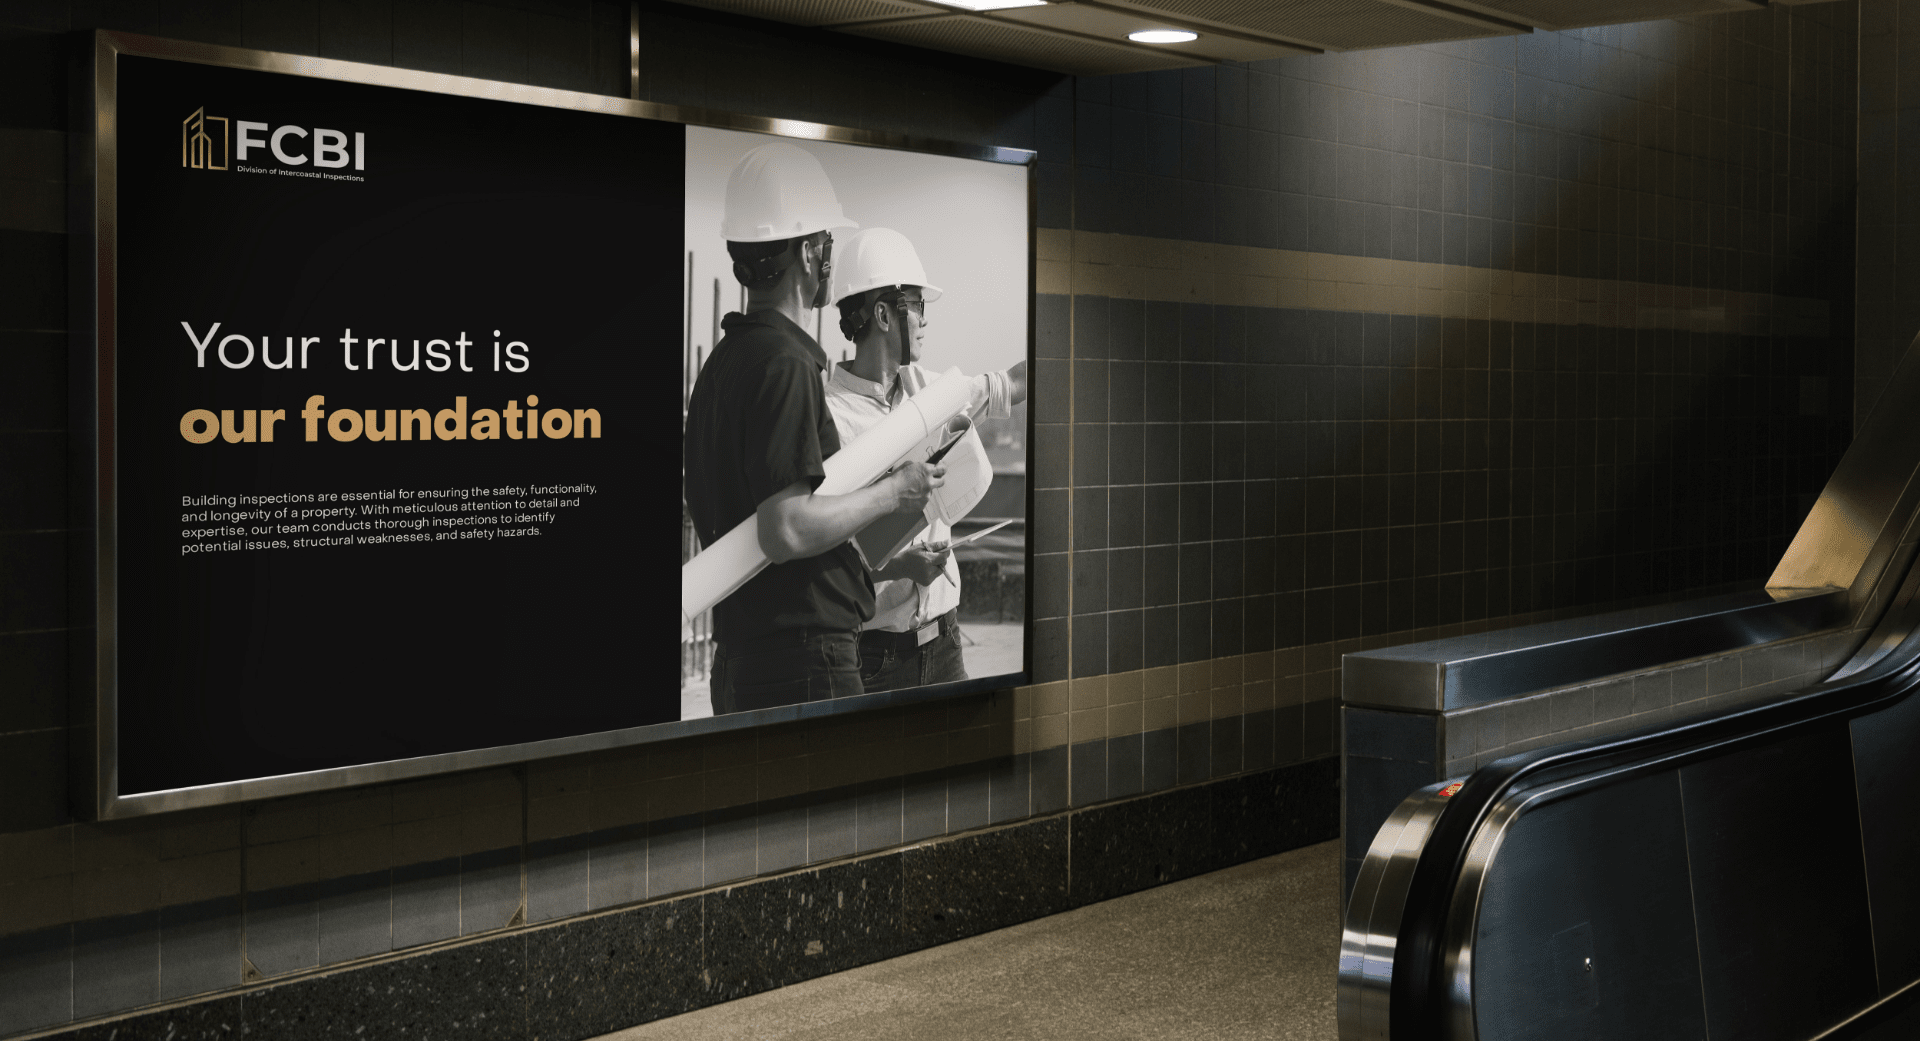 FCBI
Division of Intercoastal Inspections
Your trust is
our foundation
Building inspections are essential for ensuring the safety, functionality,
and longevity of a property. With meticulous attention to detail and
expertise, our team conducts thorough inspections to identify
potential issues, structural weaknesses, and safety hazards.